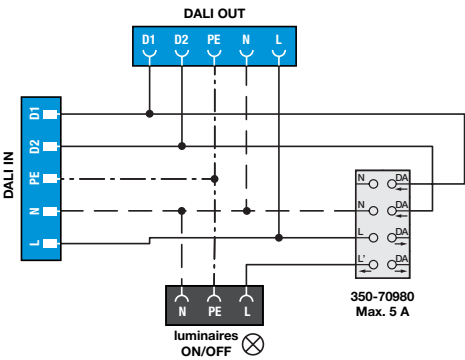 DALI OUT
D1 D2 PE N L
DALI IN
D1
D2
PE
N
L
N DA
N DA
L DA
L' DA
350-70980
Max. 5 A
N PE L
luminaires
ON/OFF